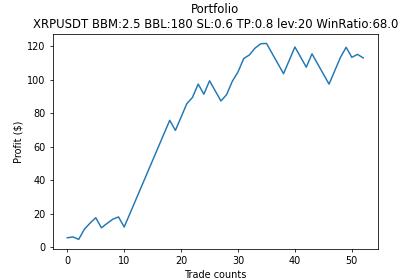 Portfolio
XRPUSDT BBM:2.5 BBL:180 SL:0.6 TP:0.8 lev:20 WinRatio:68.0
120
100
80
60
40
20
0
Profit ($)
0 10 20 30 40 50
Trade counts